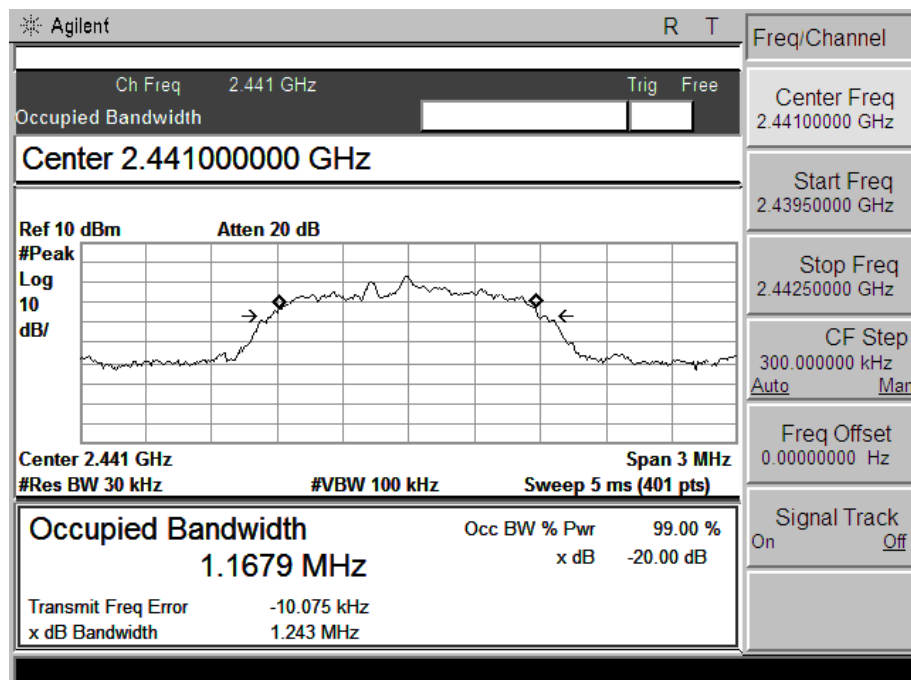 Agilent R T
Freq/Channel
Ch Freq 2.441 GHz Trig Free
Occupied Bandwidth
Center 2.441000000 GHz
Ref 10 dBm Atten 20 dB
#Peak
Log
10
dB/
Center 2.441 GHz Span 3 MHz
#Res BW 30 kHz #VBW 100 kHz Sweep 5 ms (401 pts)
Occupied Bandwidth Occ BW % Pwr 99.00 %
1.1679 MHz x dB -20.00 dB
Transmit Freq Error -10.075 kHz
x dB Bandwidth 1.243 MHz
Center Freq
2.44100000 GHz
Start Freq
2.43950000 GHz
Stop Freq
2.44250000 GHz
CF Step
300.000000 kHz
Auto Man
Freq Offset
0.00000000 Hz
Signal Track
On Off